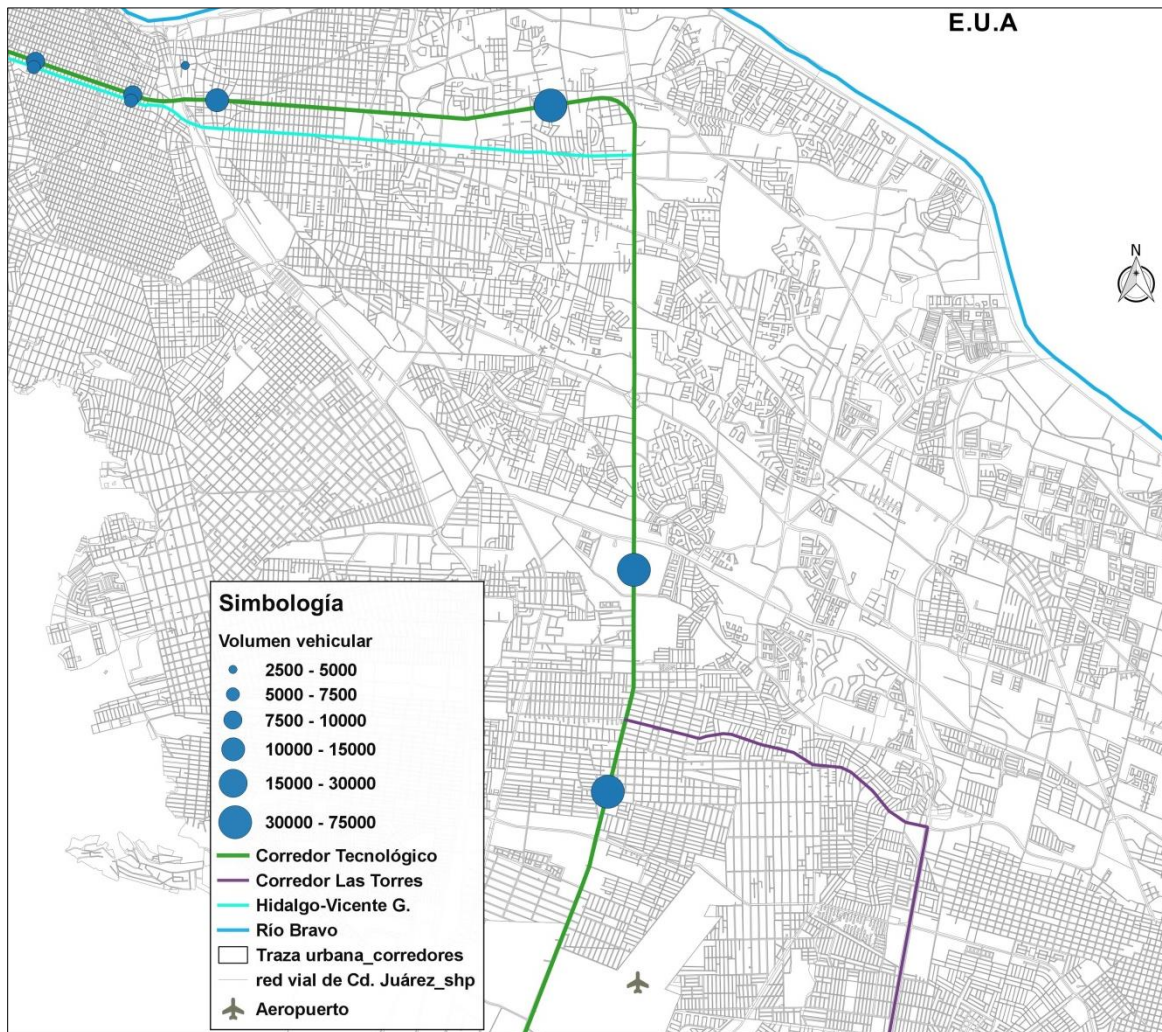 E.U.A
N
Simbología
Volumen vehicular
2500 - 5000
5000 - 7500
7500 - 10000
10000 - 15000
15000 - 30000
30000 - 75000
Corredor Tecnológico
Corredor Las Torres
Hidalgo-Vicente G.
Río Bravo
Traza urbana_corredores
red vial de Cd. Juárez_shp
Aeropuerto